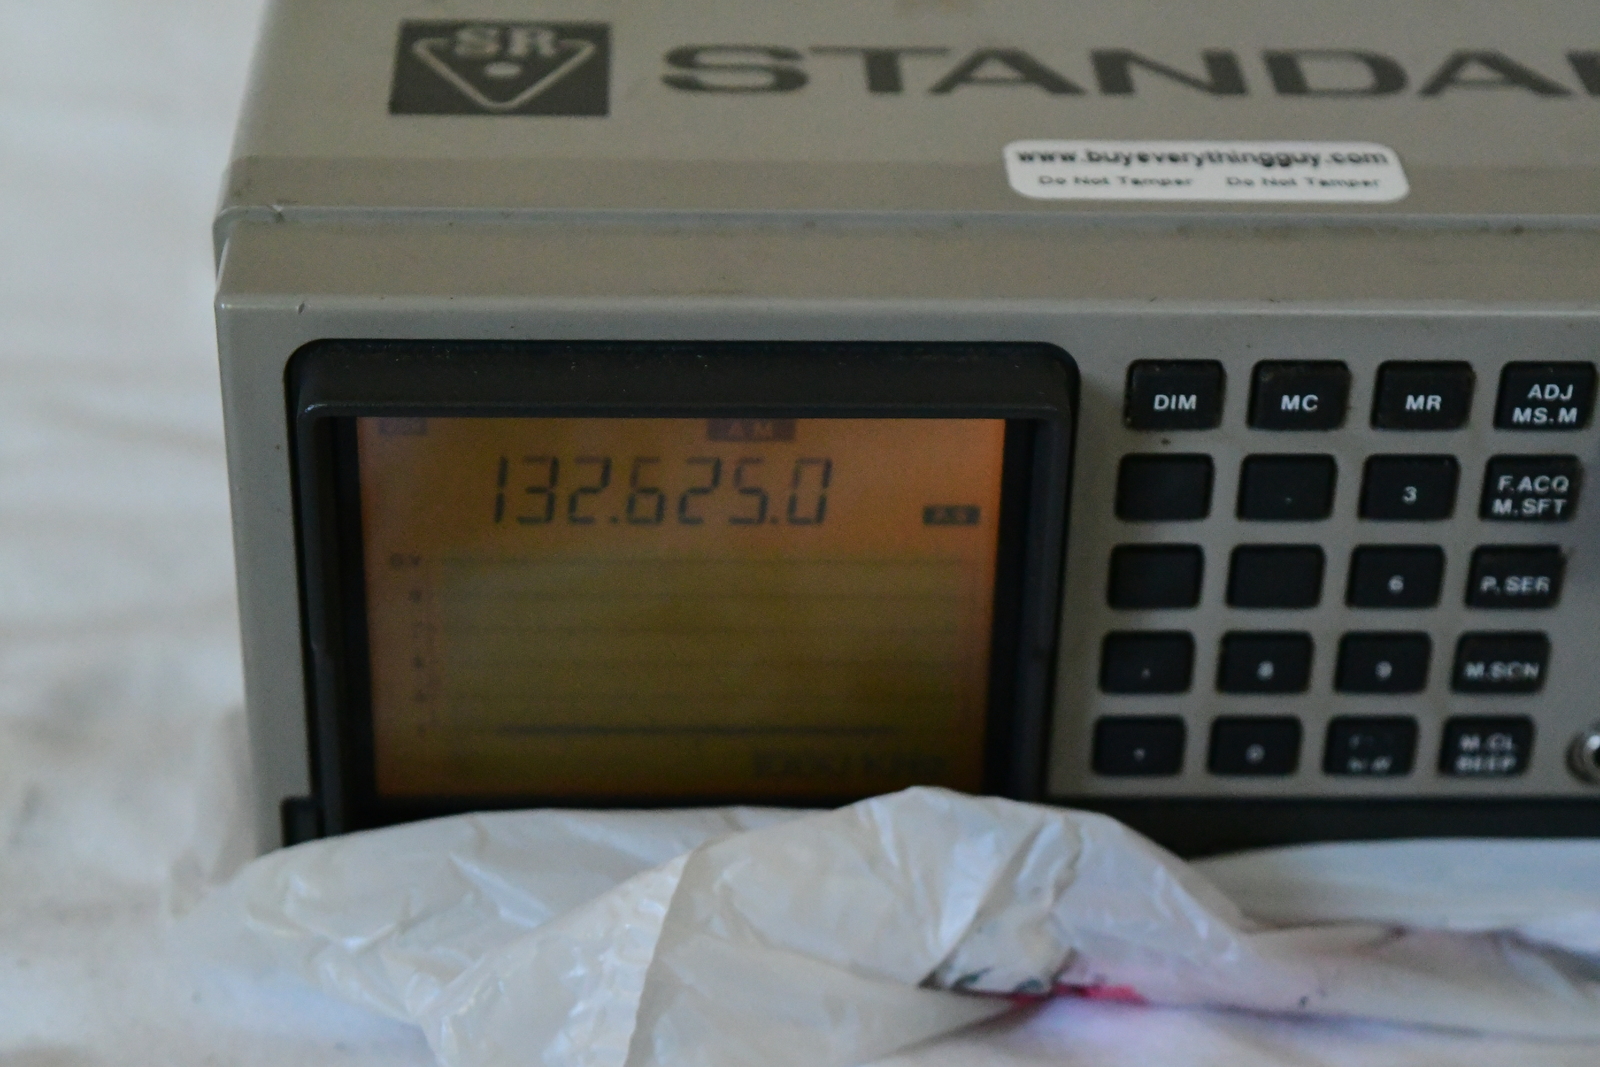 SR STANDA
www.buyeverythingguy.com
Do Not Tamper Do Not Tamper
AM
132.625.0
DIM MC MR ADJ
MS.M
3 F.ACQ
M.SFT
6 P.SER
8 9 M.SCN
0 M.CL
BEEP